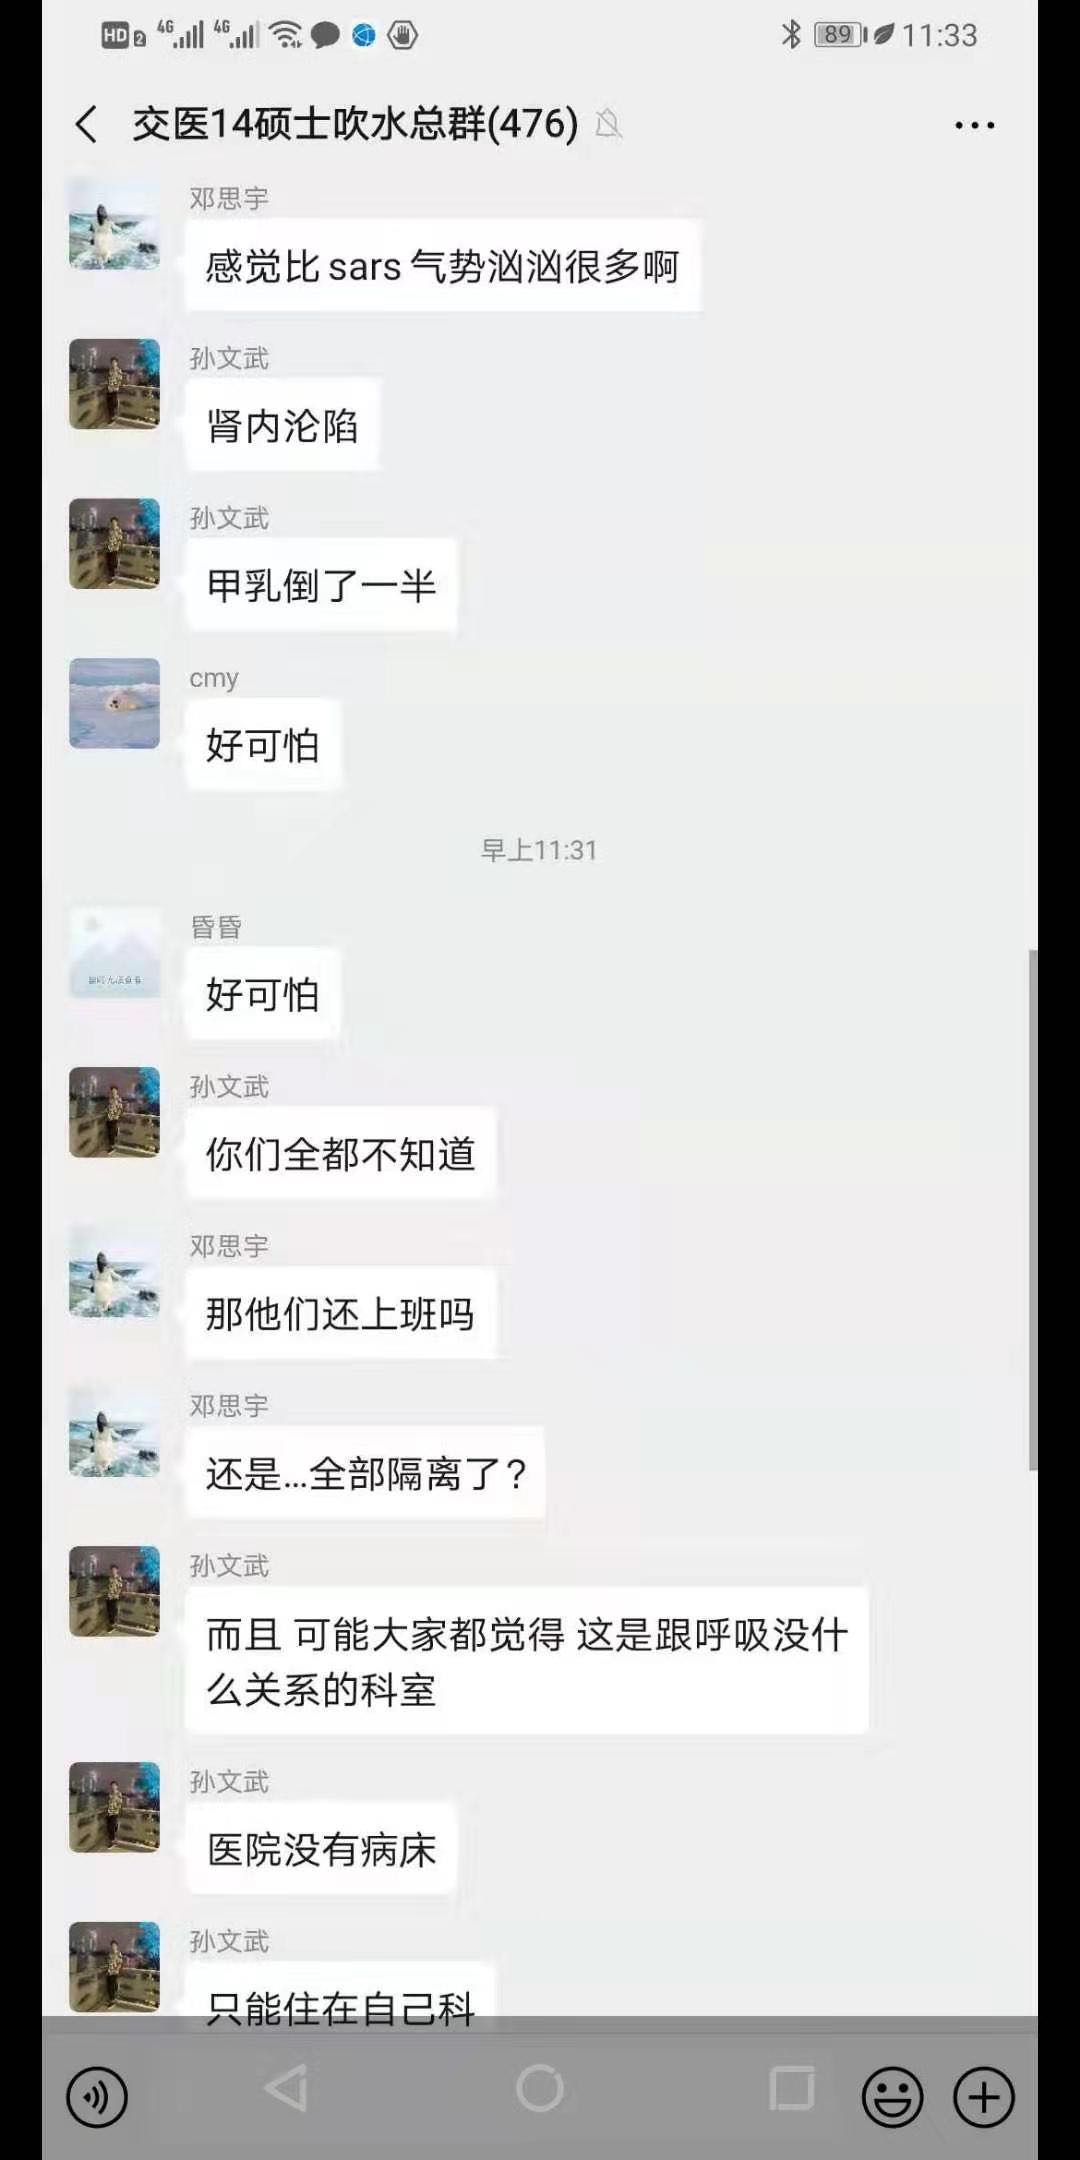 HD 2 4G 4G 89 11:33
交医14硕士吹水总群(476)
邓思宇
感觉比sars气势汹汹很多啊
孙文武
肾内沦陷
孙文武
甲乳倒了一半
cmy
好可怕
早上11:31
昏昏
好可怕
孙文武
你们全都不知道
邓思宇
那他们还上班吗
邓思宇
还是...全部隔离了?
孙文武
而且 可能大家都觉得 这是跟呼吸没什
么关系的科室
孙文武
医院没有病床
孙文武
只能住在自己科